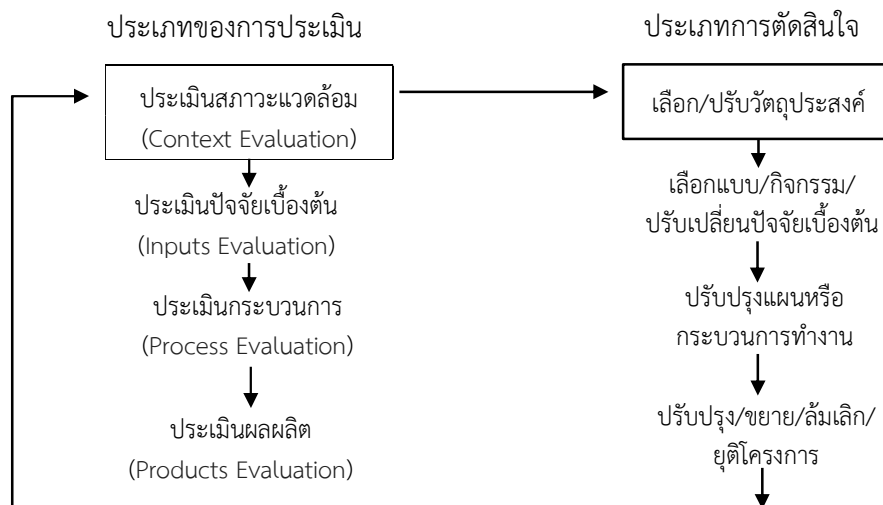 ประเภทของการประเมิน
ประเภทการตัดสินใจ
ประเมินสภาวะแวดล้อม
(Context Evaluation)
เลือก/ปรับวัตถุประสงค์
ประเมินปัจจัยเบื้องต้น
(Inputs Evaluation)
เลือกแบบ/กิจกรรม/
ปรับเปลี่ยนปัจจัยเบื้องต้น
ประเมินกระบวนการ
(Process Evaluation)
ปรับปรุงแผนหรือ
กระบวนการทำงาน
ประเมินผลผลิต
(Products Evaluation)
ปรับปรุง/ขยาย/ล้มเลิก/
ยุติโครงการ